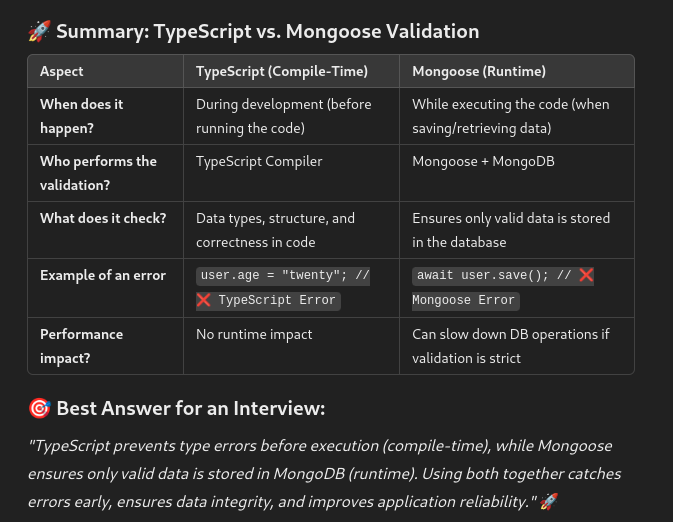 🚀 Summary: TypeScript vs. Mongoose Validation
Aspect
TypeScript (Compile-Time)
Mongoose (Runtime)
When does it
happen?
During development (before
running the code)
While executing the code (when
saving/retrieving data)
Who performs the
validation?
TypeScript Compiler
Mongoose + MongoDB
What does it check?
Data types, structure, and
correctness in code
Ensures only valid data is stored
in the database
Example of an error
user.age = "twenty"; //
❌ TypeScript Error
await user.save(); // ❌
Mongoose Error
Performance
impact?
No runtime impact
Can slow down DB operations if
validation is strict
🎯 Best Answer for an Interview:
"TypeScript prevents type errors before execution (compile-time), while Mongoose
ensures only valid data is stored in MongoDB (runtime). Using both together catches
errors early, ensures data integrity, and improves application reliability." 🚀